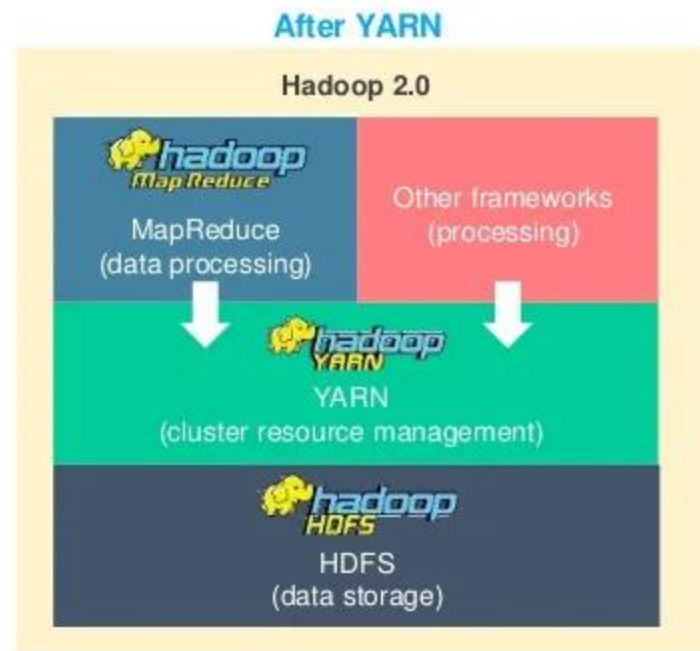 After YARN
Hadoop 2.0
hadoop
Map Reduce
MapReduce
(data processing)
Other frameworks
(processing)
hadoop
YARN
YARN
(cluster resource management)
hadoop
HDFS
HDFS
(data storage)